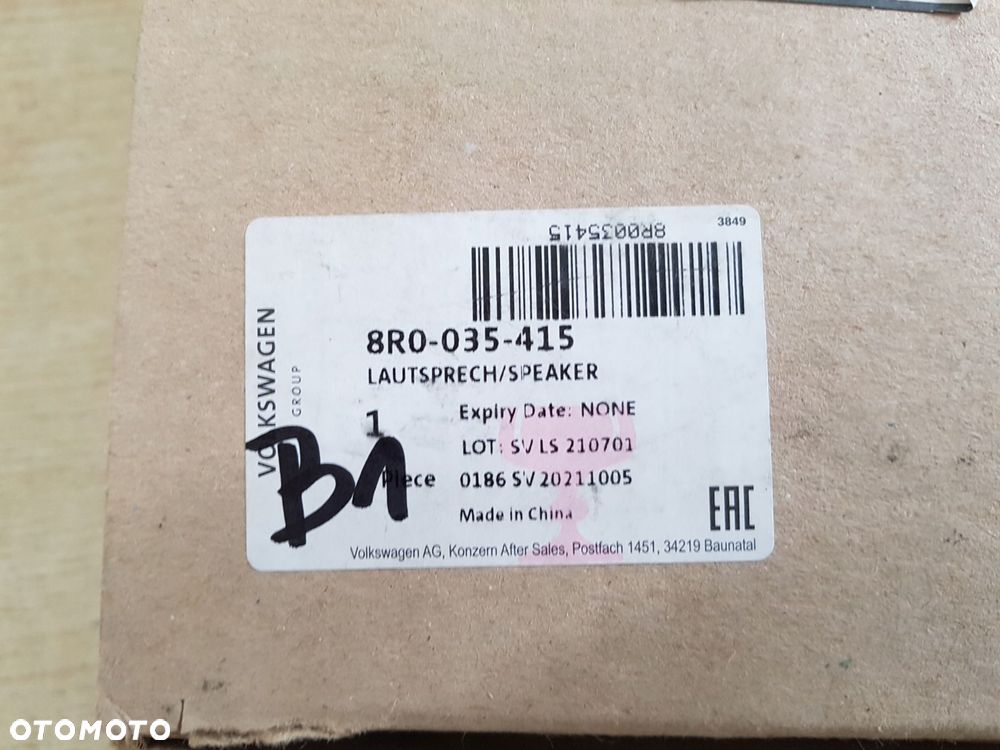 3849
8R0035415
8R0-035-415
LAUTSPRECH/SPEAKER
VOLKSWAGEN
GROUP
1
Piece
Expiry Date: NONE
LOT: SV LS 210701
0186 SV 20211005
Made in China
B1
EAC
Volkswagen AG, Konzern After Sales, Postfach 1451, 34219 Baunatal
OTOMOTO